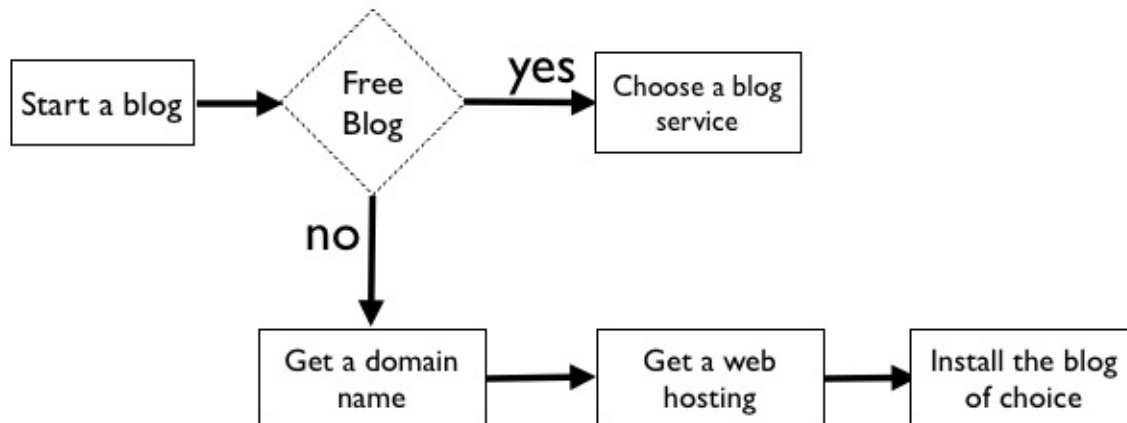 Start a blog
Free
Blog
yes
Choose a blog
service
no
Get a domain
name
Get a web
hosting
Install the blog
of choice